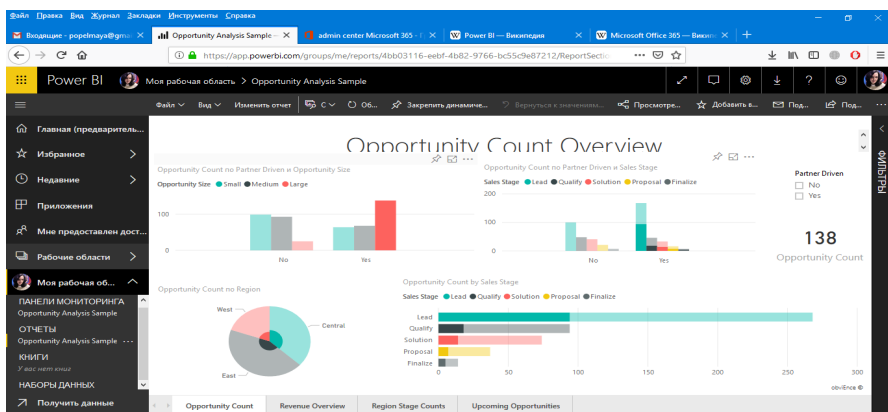 Файл Правка Вид Журнал Закладки Инструменты Справка
Входящие - popelmaya@gma
Opportunity Analysis Sample —
admin center Microsoft 365 -
Power BI — Википедия
Microsoft Office 365 —
https://app.powerbi.com/groups/me/reports/4bb03116-eebf-4b82-9766-bc55c9e87212/ReportSectio
Power BI
Моя рабочая область > Opportunity Analysis Sample
Файл Вид Изменить отчет С Об... Закрепить динамиче... Вернуться к значениям... Просмотре... Добавить в... Под... Под...
Главная (предваритель...
Избранное
Недавние
Приложения
Мне предоставлен дост...
Рабочие области
Моя рабочая об...
ПАНЕЛИ МОНИТОРИНГА
Opportunity Analysis Sample
ОТЧЕТЫ
Opportunity Analysis Sample
КНИГИ
У вас нет книг
НАБОРЫ ДАННЫХ
Получить данные
Opportunity Count Overview
Opportunity Count по Partner Driven и Opportunity Size
Opportunity Size Small Medium Large
100
0
No Yes
Opportunity Count по Partner Driven и Sales Stage
Sales Stage Lead Qualify Solution Proposal Finalize
200
100
0
No Yes
Partner Driven
No
Yes
138
Opportunity Count
ФИЛЬТРЫ
Opportunity Count по Region
West
Central
East
Opportunity Count by Sales Stage
Sales Stage Lead Qualify Solution Proposal Finalize
Lead
Qualify
Solution
Proposal
Finalize
0 50 100 150 200 250 300
obviEnce ©
Opportunity Count Revenue Overview Region Stage Counts Upcoming Opportunities